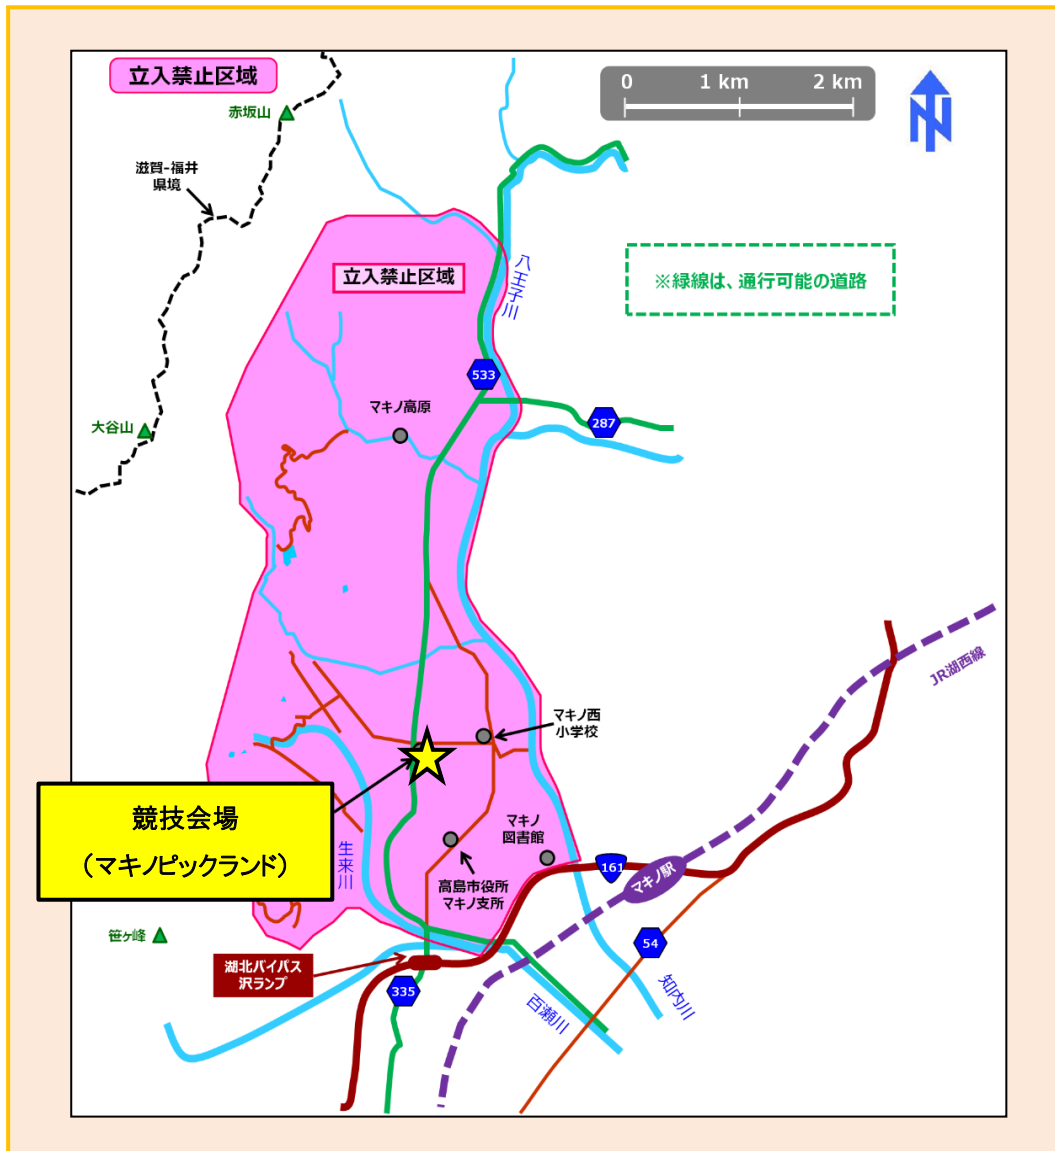 立入禁止区域
0 1 km 2 km
N
赤坂山
滋賀-福井
県境
八王子川
立入禁止区域
※緑線は、通行可能の道路
533
マキノ高原
287
大谷山
JR湖西線
マキノ西
小学校
競技会場
（マキノピックランド）
マキノ
図書館
生来川
161
マキノ駅
高島市役所
マキノ支所
笹ヶ峰
54
湖北バイパス
沢ランプ
335
百瀬川
知内川